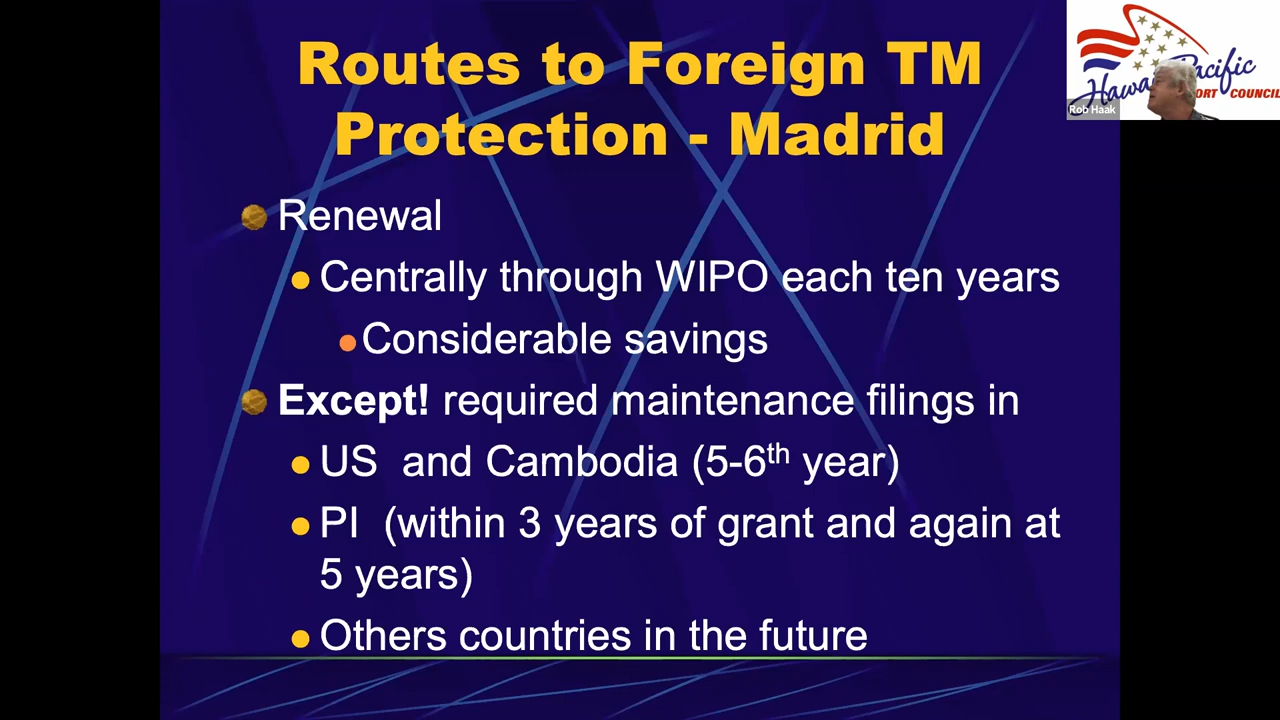 Routes to Foreign TM
Protection - Madrid
Renewal
Centrally through WIPO each ten years
Considerable savings
Except! required maintenance filings in
US and Cambodia (5-6th year)
PI (within 3 years of grant and again at
5 years)
Others countries in the future
Pacific
ORT COUNCIL
Rob Haak